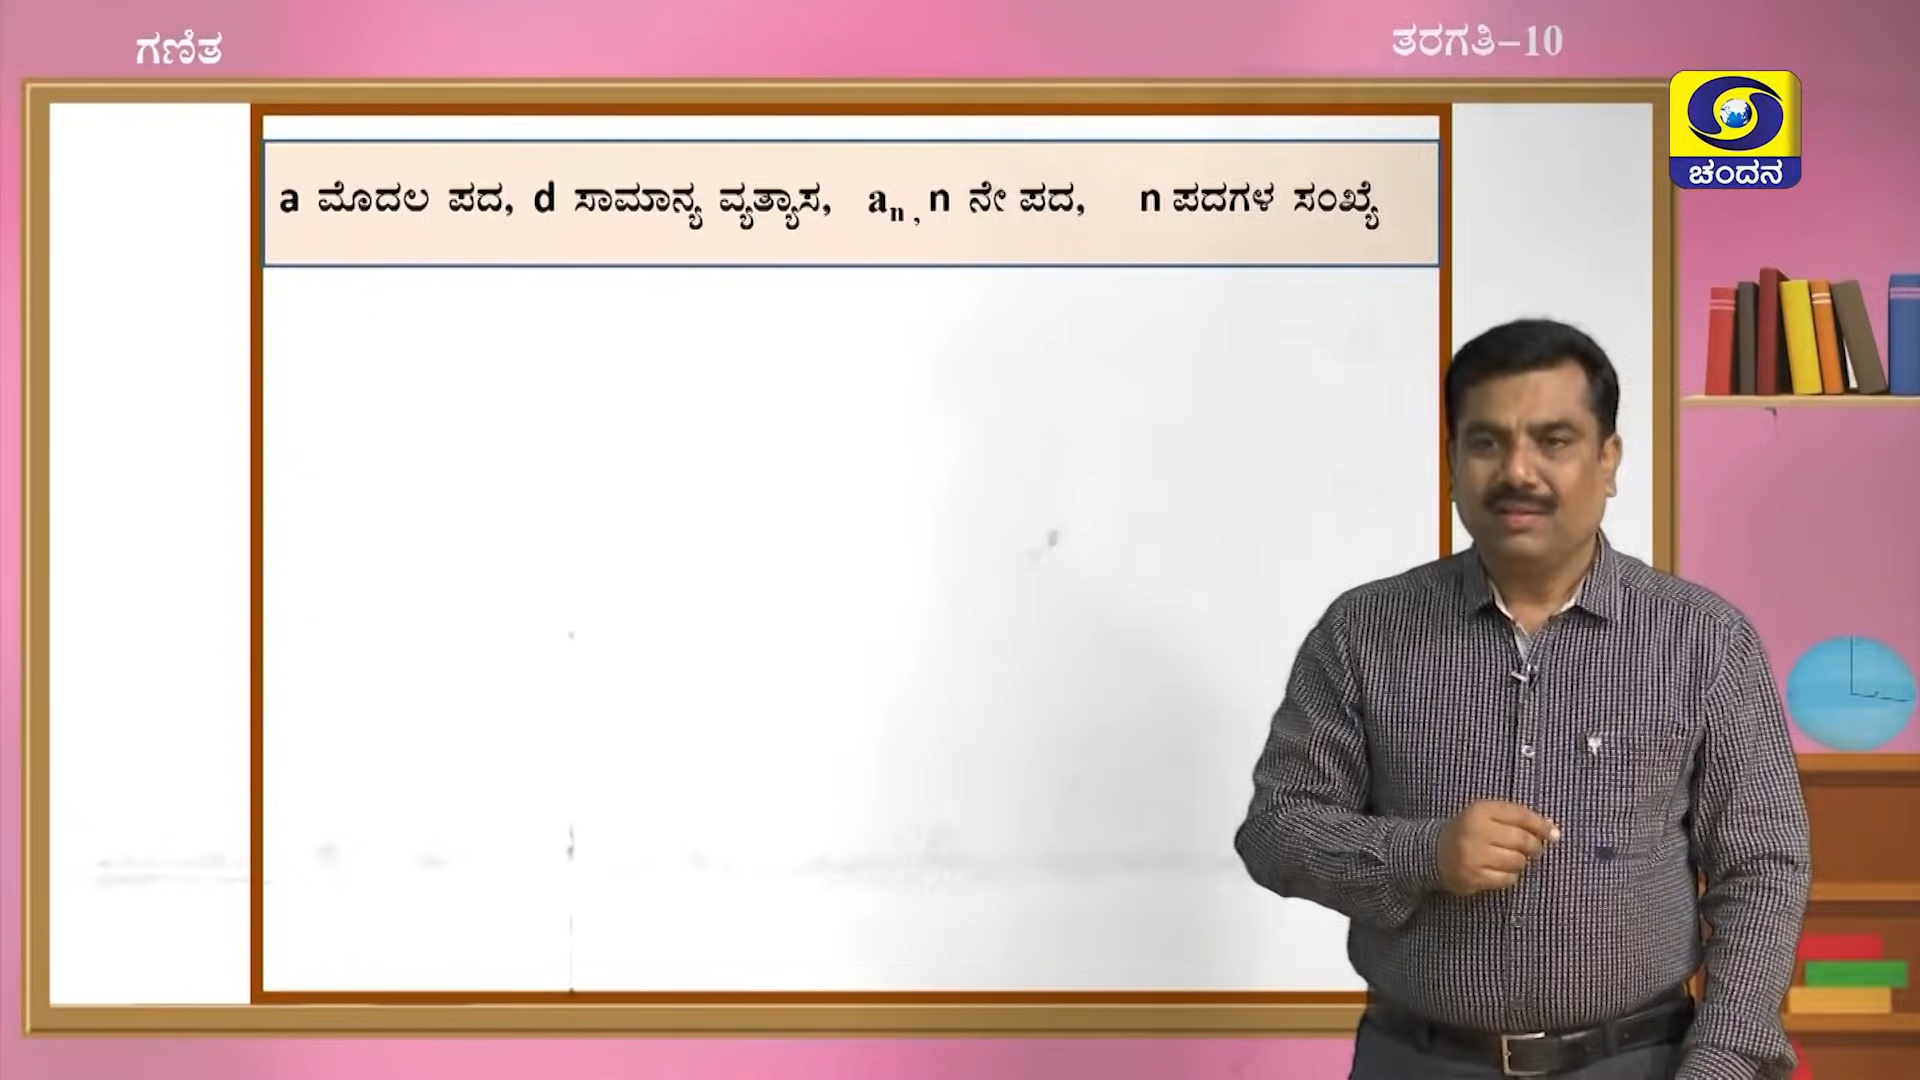 ಗಣಿತ
ತರಗತಿ-10
ಚಂದನ
a ಮೊದಲ ಪದ, d ಸಾಮಾನ್ಯ ವ್ಯತ್ಯಾಸ, aₙ, n ನೇ ಪದ, n ಪದಗಳ ಸಂಖ್ಯೆ